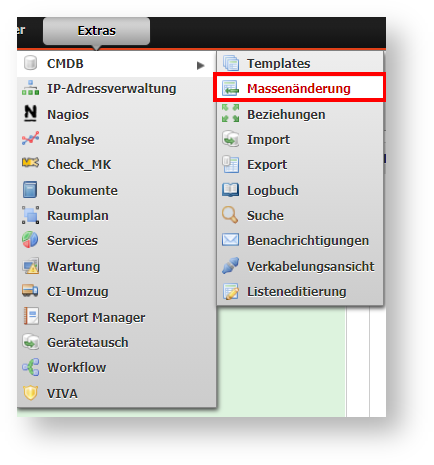 Extras
CMDB
IP-Adressverwaltung
Nagios
Analyse
Check_MK
Dokumente
Raumplan
Services
Wartung
CI-Umzug
Report Manager
Gerätetausch
Workflow
VIVA
Templates
Massenänderung
Beziehungen
Import
Export
Logbuch
Suche
Benachrichtigungen
Verkabelungsansicht
Listeneditierung